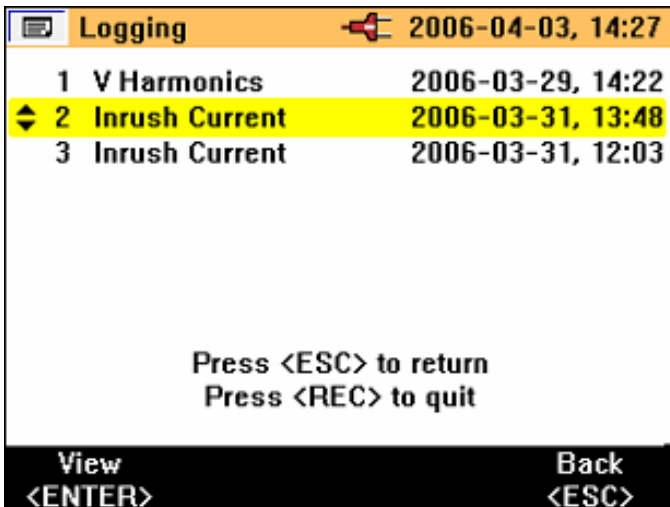 Logging 2006-04-03, 14:27
1 V Harmonics 2006-03-29, 14:22
2 Inrush Current 2006-03-31, 13:48
3 Inrush Current 2006-03-31, 12:03
Press <ESC> to return
Press <REC> to quit
View Back
<ENTER> <ESC>